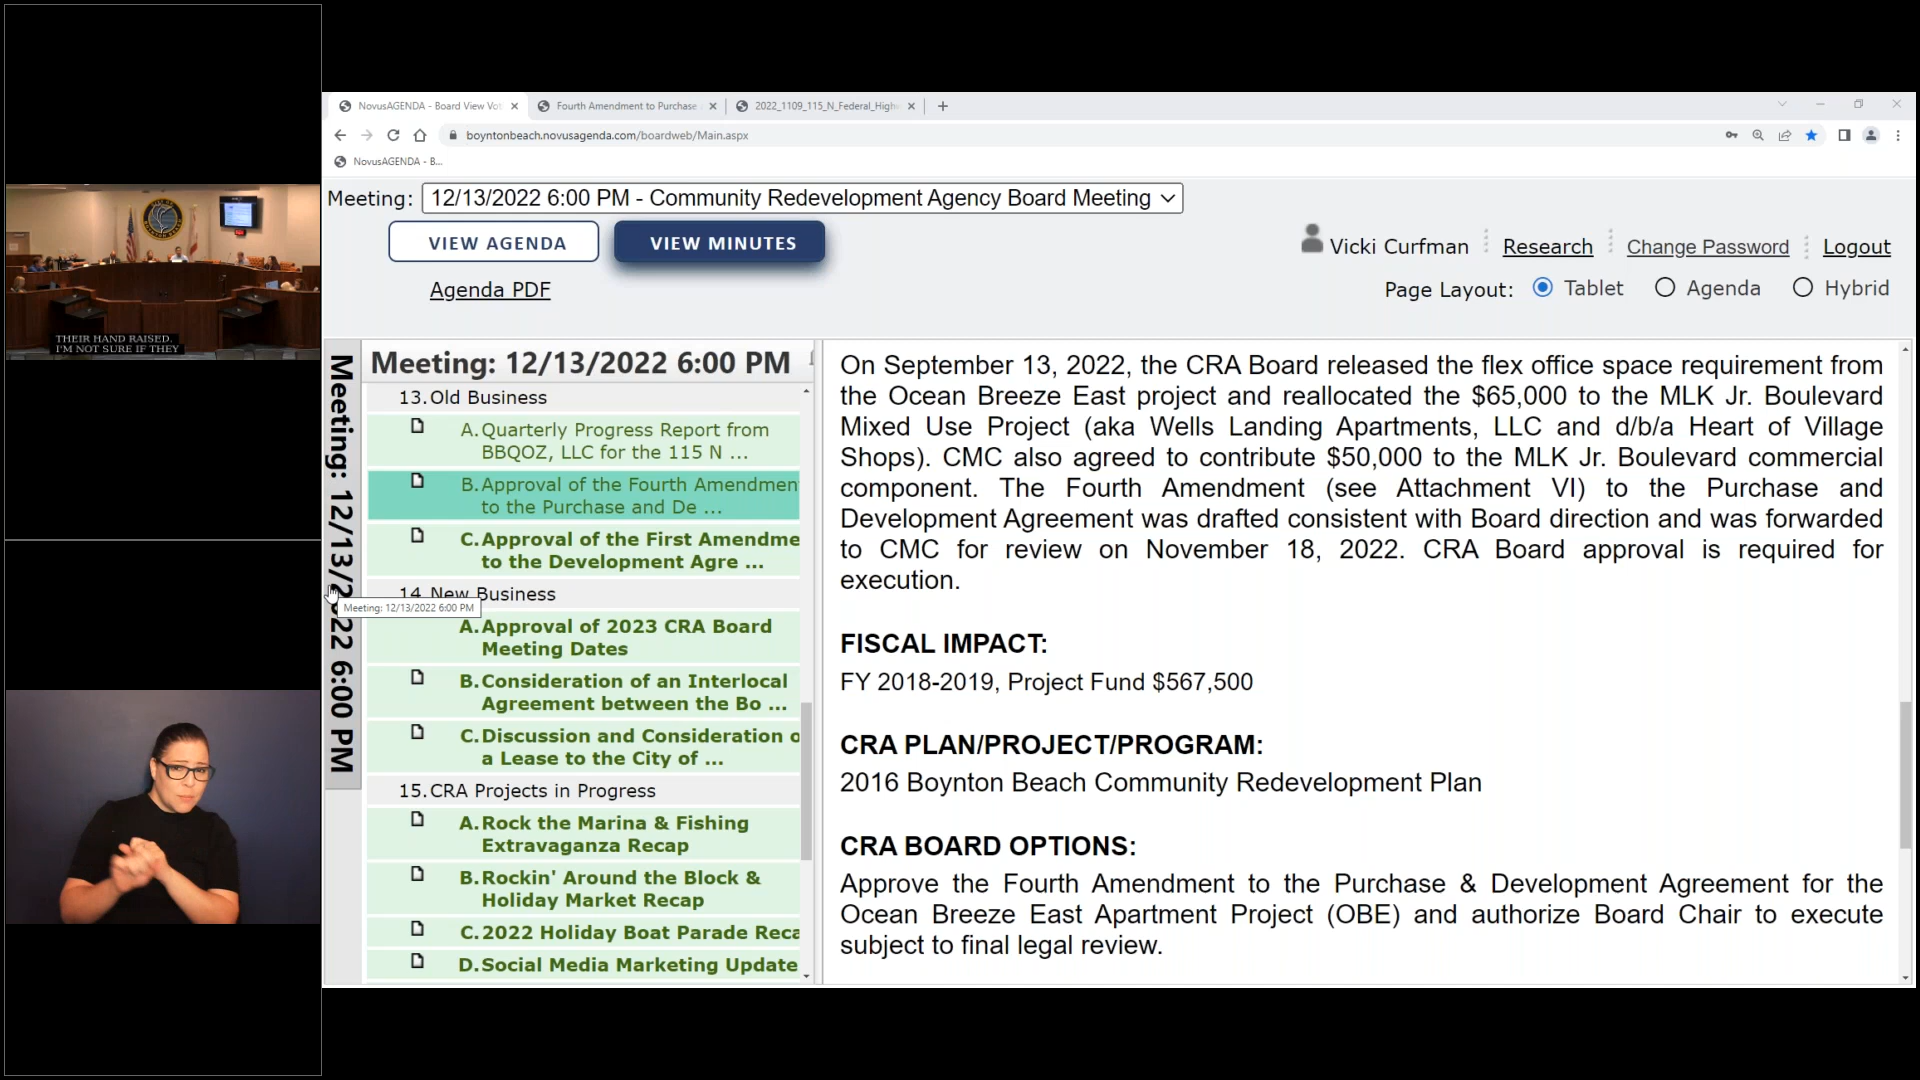 NovusAGENDA - Board View Vot
Fourth Amendment to Purchase
2022_1109_115_N_Federal_High
boyntonbeach.novusagenda.com/boardweb/Main.aspx
NovusAGENDA - B...
Meeting: 12/13/2022 6:00 PM - Community Redevelopment Agency Board Meeting
VIEW AGENDA
VIEW MINUTES
Agenda PDF
Vicki Curfman
Research
Change Password
Logout
Page Layout:
Tablet
Agenda
Hybrid
THEIR HAND RAISED.
I'M NOT SURE IF THEY
Meeting: 12/13/2022 6:00 PM
Meeting: 12/13/2022 6:00 PM
13. Old Business
A. Quarterly Progress Report from
BBQOZ, LLC for the 115 N ...
B. Approval of the Fourth Amendmen
to the Purchase and De ...
C. Approval of the First Amendme
to the Development Agre ...
14. New Business
Meeting: 12/13/2022 6:00 PM
A. Approval of 2023 CRA Board
Meeting Dates
B. Consideration of an Interlocal
Agreement between the Bo ...
C. Discussion and Consideration o
a Lease to the City of ...
15. CRA Projects in Progress
A. Rock the Marina & Fishing
Extravaganza Recap
B. Rockin' Around the Block &
Holiday Market Recap
C. 2022 Holiday Boat Parade Reca
D. Social Media Marketing Update
On September 13, 2022, the CRA Board released the flex office space requirement from
the Ocean Breeze East project and reallocated the $65,000 to the MLK Jr. Boulevard
Mixed Use Project (aka Wells Landing Apartments, LLC and d/b/a Heart of Village
Shops). CMC also agreed to contribute $50,000 to the MLK Jr. Boulevard commercial
component. The Fourth Amendment (see Attachment VI) to the Purchase and
Development Agreement was drafted consistent with Board direction and was forwarded
to CMC for review on November 18, 2022. CRA Board approval is required for
execution.
FISCAL IMPACT:
FY 2018-2019, Project Fund $567,500
CRA PLAN/PROJECT/PROGRAM:
2016 Boynton Beach Community Redevelopment Plan
CRA BOARD OPTIONS:
Approve the Fourth Amendment to the Purchase & Development Agreement for the
Ocean Breeze East Apartment Project (OBE) and authorize Board Chair to execute
subject to final legal review.